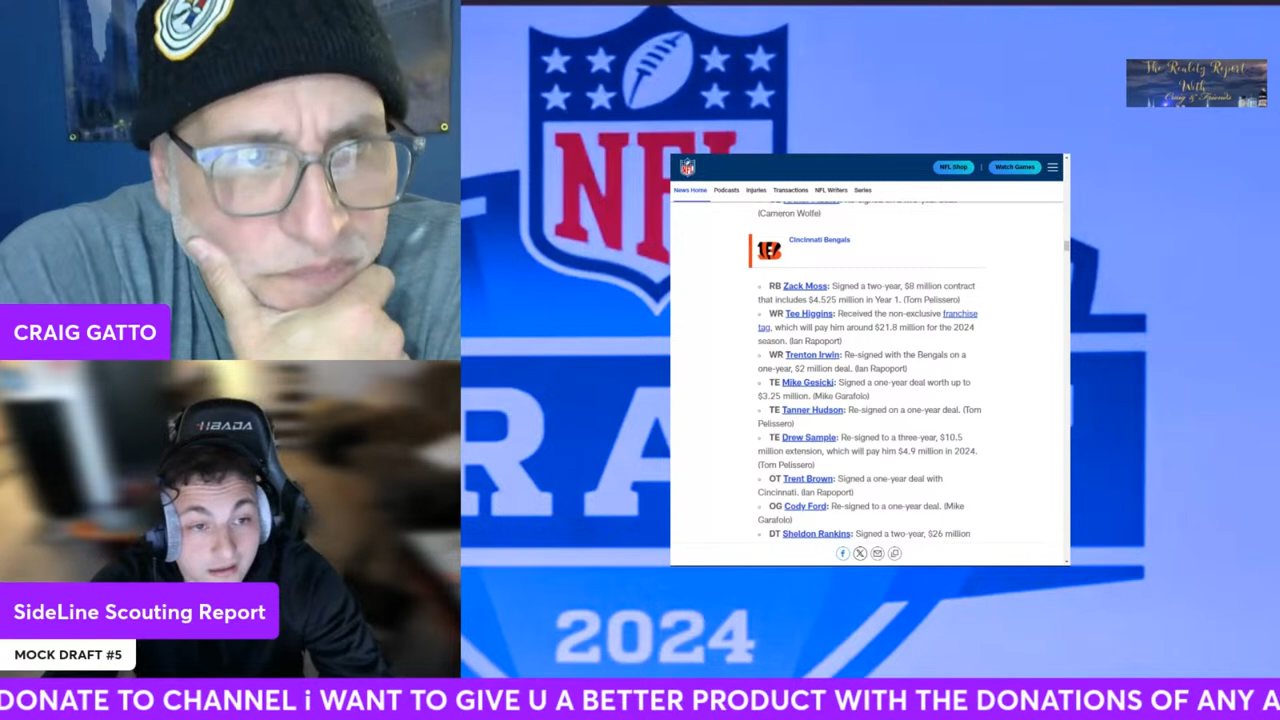 CRAIG GATTO
HBADA
SideLine Scouting Report
MOCK DRAFT #5
NFL
The Reality Report
With
Craig & Friends
NFL Shop | Watch Games
News Home Podcasts Injuries Transactions NFL Writers Series
(Cameron Wolfe)
Cincinnati Bengals
RB Zack Moss: Signed a two-year, $8 million contract
that includes $4.525 million in Year 1. (Tom Pelissero)
WR Tee Higgins: Received the non-exclusive franchise
tag, which will pay him around $21.8 million for the 2024
season. (Ian Rapoport)
WR Trenton Irwin: Re-signed with the Bengals on a
one-year, $2 million deal. (Ian Rapoport)
TE Mike Gesicki: Signed a one-year deal worth up to
$3.25 million. (Mike Garafolo)
TE Tanner Hudson: Re-signed on a one-year deal. (Tom
Pelissero)
TE Drew Sample: Re-signed to a three-year, $10.5
million extension, which will pay him $4.9 million in 2024.
(Tom Pelissero)
OT Trent Brown: Signed a one-year deal with
Cincinnati. (Ian Rapoport)
OG Cody Ford: Re-signed to a one-year deal. (Mike
Garafolo)
DT Sheldon Rankins: Signed a two-year, $26 million
RA
2024
DONATE TO CHANNEL i WANT TO GIVE U A BETTER PRODUCT WITH THE DONATIONS OF ANY A